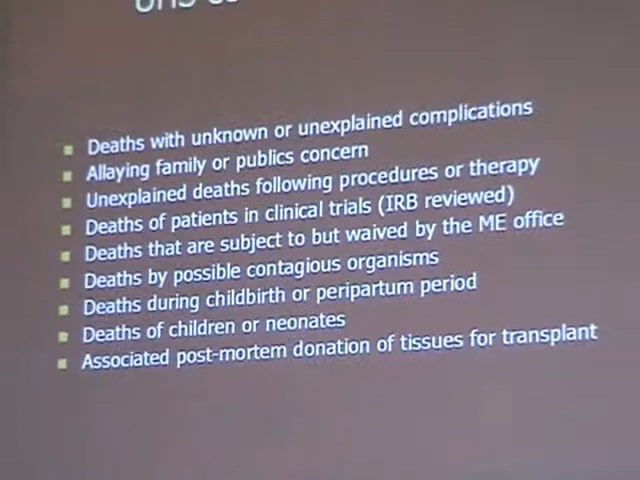 Deaths with unknown or unexplained complications
Allaying family or publics concern
Unexplained deaths following procedures or therapy
Deaths of patients in clinical trials (IRB reviewed)
Deaths that are subject to but waived by the ME office
Deaths by possible contagious organisms
Deaths during childbirth or peripartum period
Deaths of children or neonates
Associated post-mortem donation of tissues for transplant